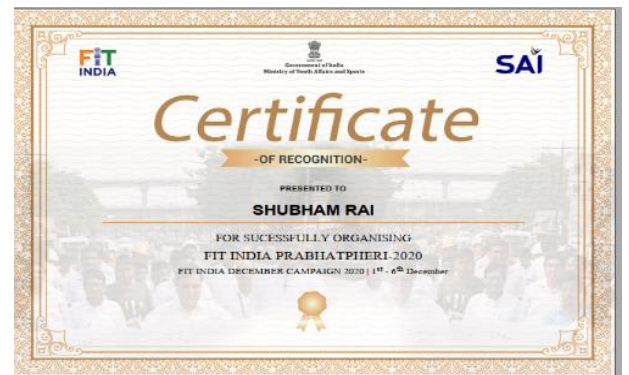 FiT
INDIA
Government of India
Ministry of Youth Affairs and Sports
SAI
Certificate
-OF RECOGNITION-
PRESENTED TO
SHUBHAM RAI
FOR SUCESSFULLY ORGANISING
FIT INDIA PRABHATPHERI-2020
FIT INDIA DECEMBER CAMPAIGN 2020 | 1st - 6th December